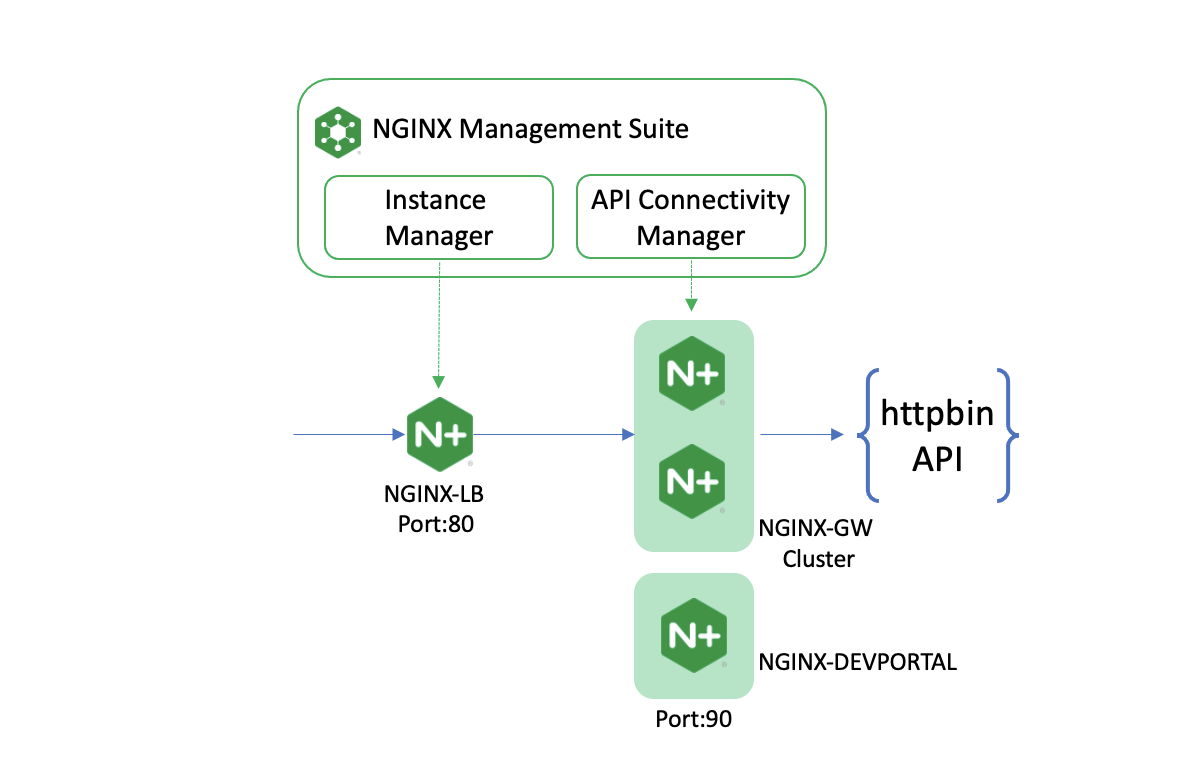 NGINX Management Suite
Instance
Manager
API Connectivity
Manager
N+
N+
N+
NGINX-LB
Port:80
httpbin
API
NGINX-GW
Cluster
N+
NGINX-DEVPORTAL
Port:90